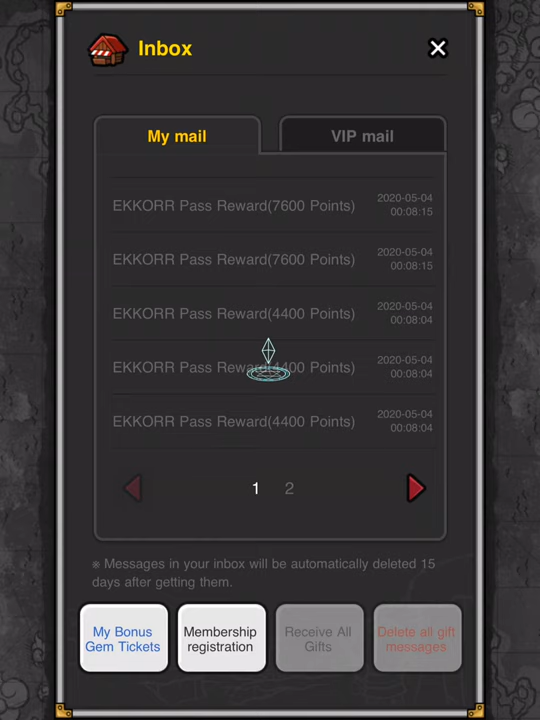 Inbox
My mail VIP mail
EKKORR Pass Reward(7600 Points) 2020-05-04
00:08:15
EKKORR Pass Reward(7600 Points) 2020-05-04
00:08:15
EKKORR Pass Reward(4400 Points) 2020-05-04
00:08:04
EKKORR Pass Reward(4400 Points) 2020-05-04
00:08:04
EKKORR Pass Reward(4400 Points) 2020-05-04
00:08:04
1 2
※ Messages in your inbox will be automatically deleted 15
days after getting them.
My Bonus
Gem Tickets
Membership
registration
Receive All
Gifts
Delete all gift
messages